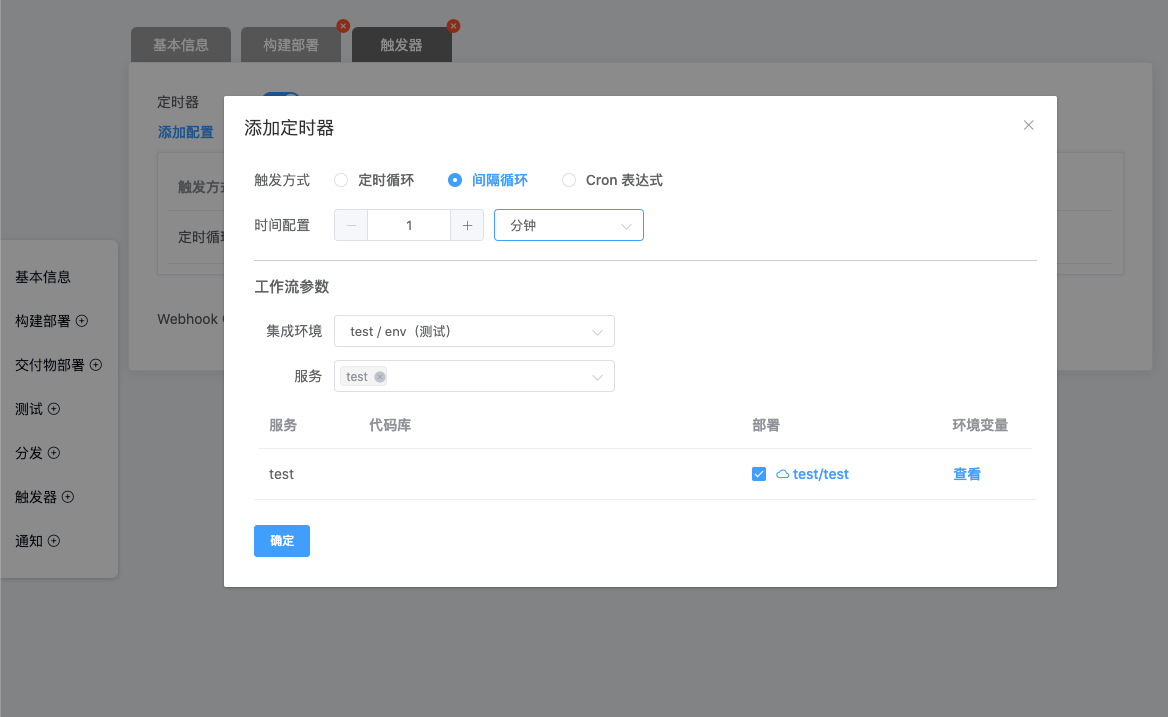 基本信息 构建部署 触发器
定时器
添加配置
添加定时器
触发方式 定时循环 间隔循环 Cron 表达式
触发方式
时间配置 1 分钟
定时循环
工作流参数
基本信息
构建部署
Webhook
集成环境 test / env（测试）
交付物部署
服务 test
测试
服务 代码库 部署 环境变量
分发
test test/test 查看
触发器
通知
确定